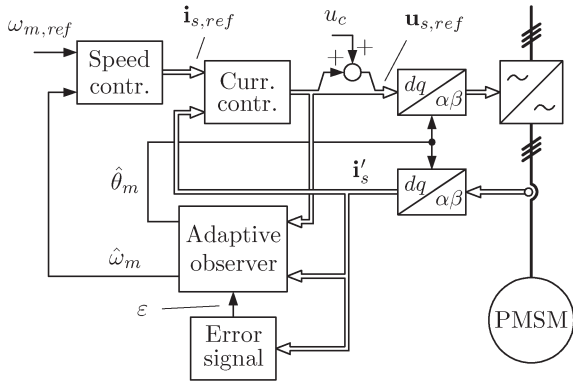 ω_{m,ref}
i_{s,ref}
u_c
u_{s,ref}
+
+
Speed
contr.
Curr.
contr.
dq
αβ
~
~
θ̂_m
i′_s
dq
αβ
Adaptive
observer
ω̂_m
ε
Error
signal
PMSM